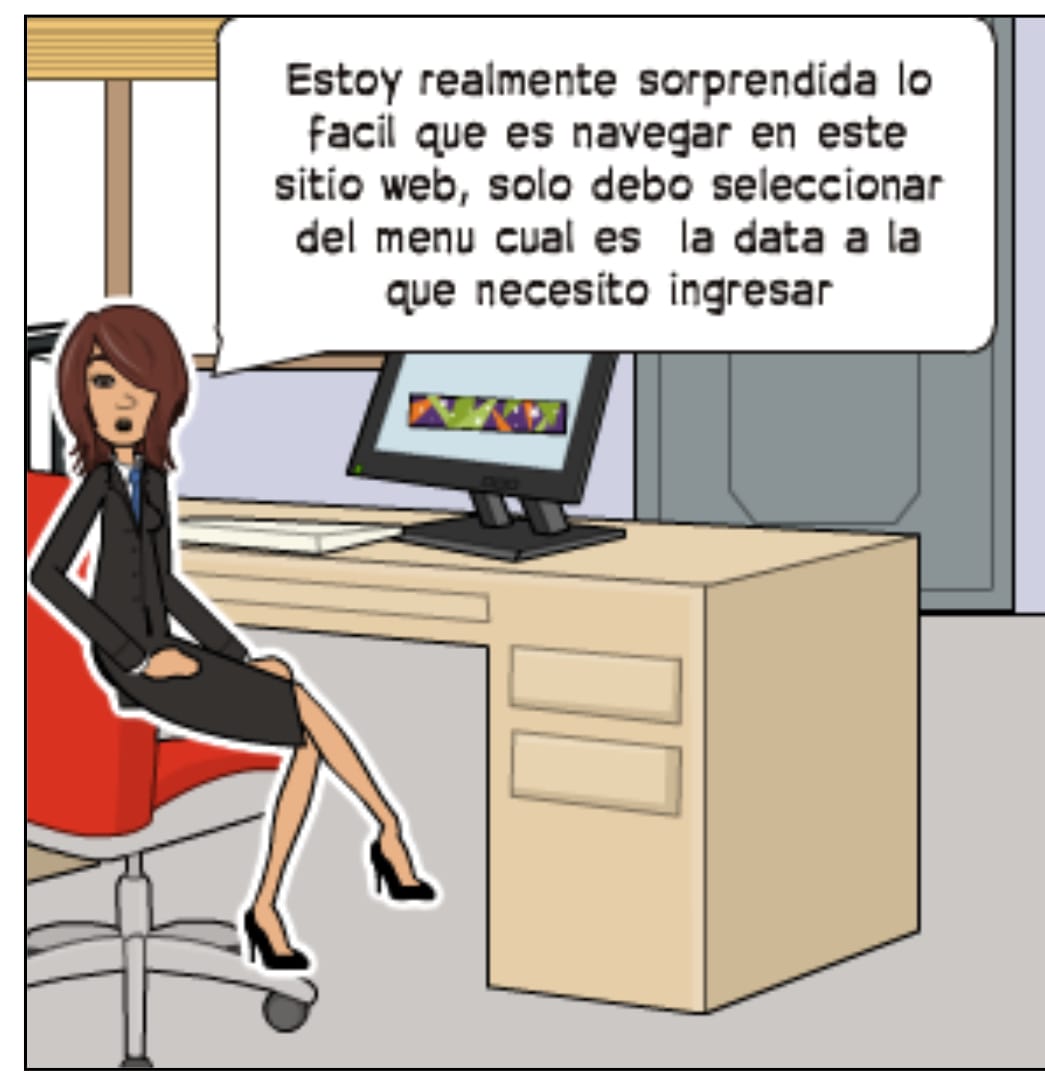 Estoy realmente sorprendida lo
facil que es navegar en este
sitio web, solo debo seleccionar
del menu cual es  la data a la
que necesito ingresar